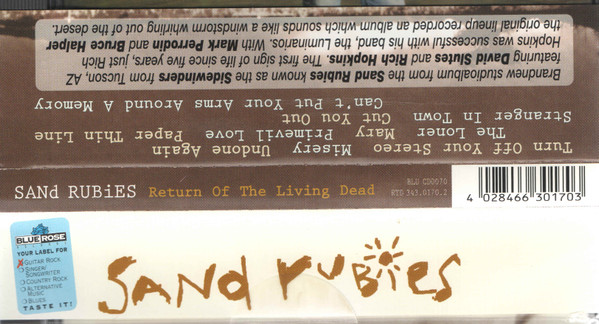 Turn Off Your Stereo Misery Undone Again
The Loner Mary Primevil Love Paper Thin Line
Stranger In Town Cut You Out
Can't Put Your Arms Around A Memory
Brandnew studioalbum from the Sand Rubies known as the Sidewinders from Tucson, AZ,
featuring David Slutes and Rich Hopkins. The first sign of life since five years, just Rich
Hopkins was successful with his band, the Luminarios. With Mark Perrodin and Bruce Halper
the original lineup recorded an album which sounds like a windstorm whirling out of the desert.
SANd RUBiES Return Of The Living Dead
BLU CD0070
RTD 343.0170.2
4 028466 301703
BLUE ROSE
RECORDS
YOUR LABEL FOR
GUITAR ROCK
SINGER/
SONGWRITER
COUNTRY ROCK
ALTERNATIVE
MUSIC
BLUES
TASTE IT!
SANd RUBies